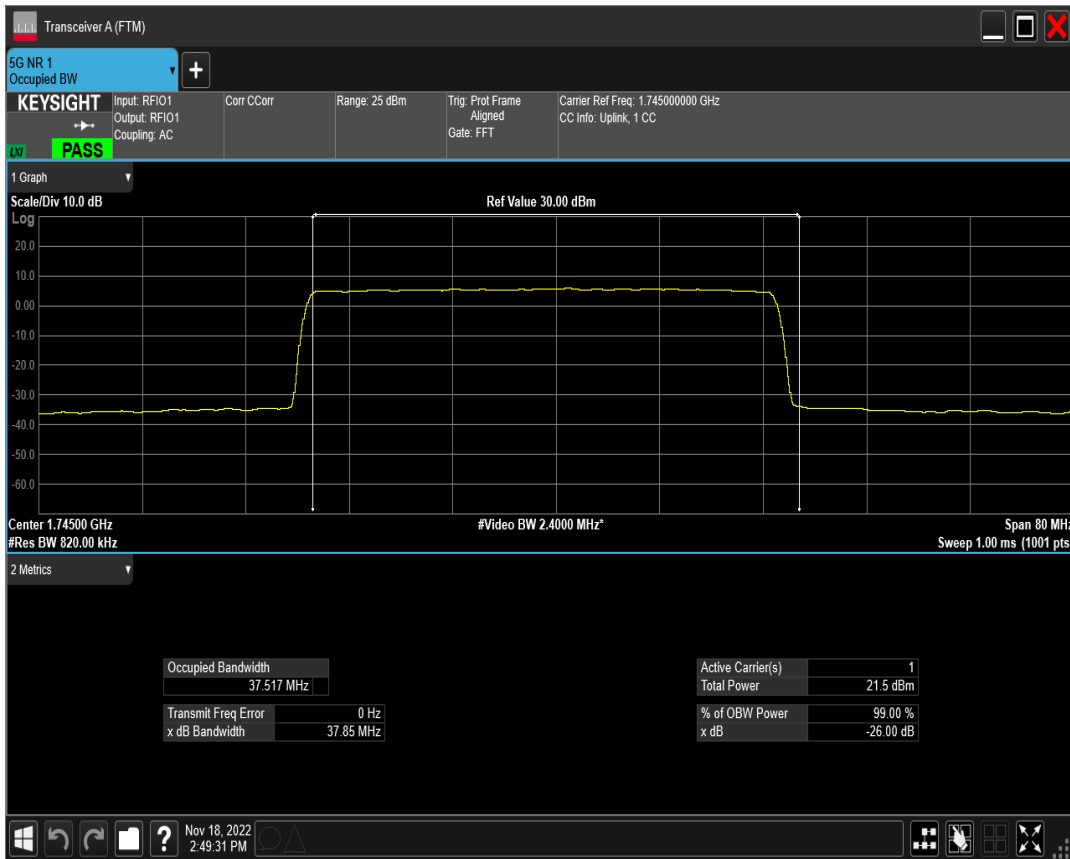 Transceiver A (FTM)
5G NR 1
Occupied BW
+
KEYSIGHT
LXI
PASS
Input: RFIO1
Output: RFIO1
Coupling: AC
Corr CCorr
Range: 25 dBm
Trig: Prot Frame
Aligned
Gate: FFT
Carrier Ref Freq: 1.745000000 GHz
CC Info: Uplink, 1 CC
1 Graph
Scale/Div 10.0 dB
Ref Value 30.00 dBm
Log
20.0
10.0
0.00
-10.0
-20.0
-30.0
-40.0
-50.0
-60.0
Center 1.74500 GHz
#Video BW 2.4000 MHz*
Span 80 MHz
#Res BW 820.00 kHz
Sweep 1.00 ms (1001 pts
2 Metrics
Occupied Bandwidth
37.517 MHz
Transmit Freq Error 0 Hz
x dB Bandwidth 37.85 MHz
Active Carrier(s) 1
Total Power 21.5 dBm
% of OBW Power 99.00 %
x dB -26.00 dB
?
Nov 18, 2022
2:49:31 PM